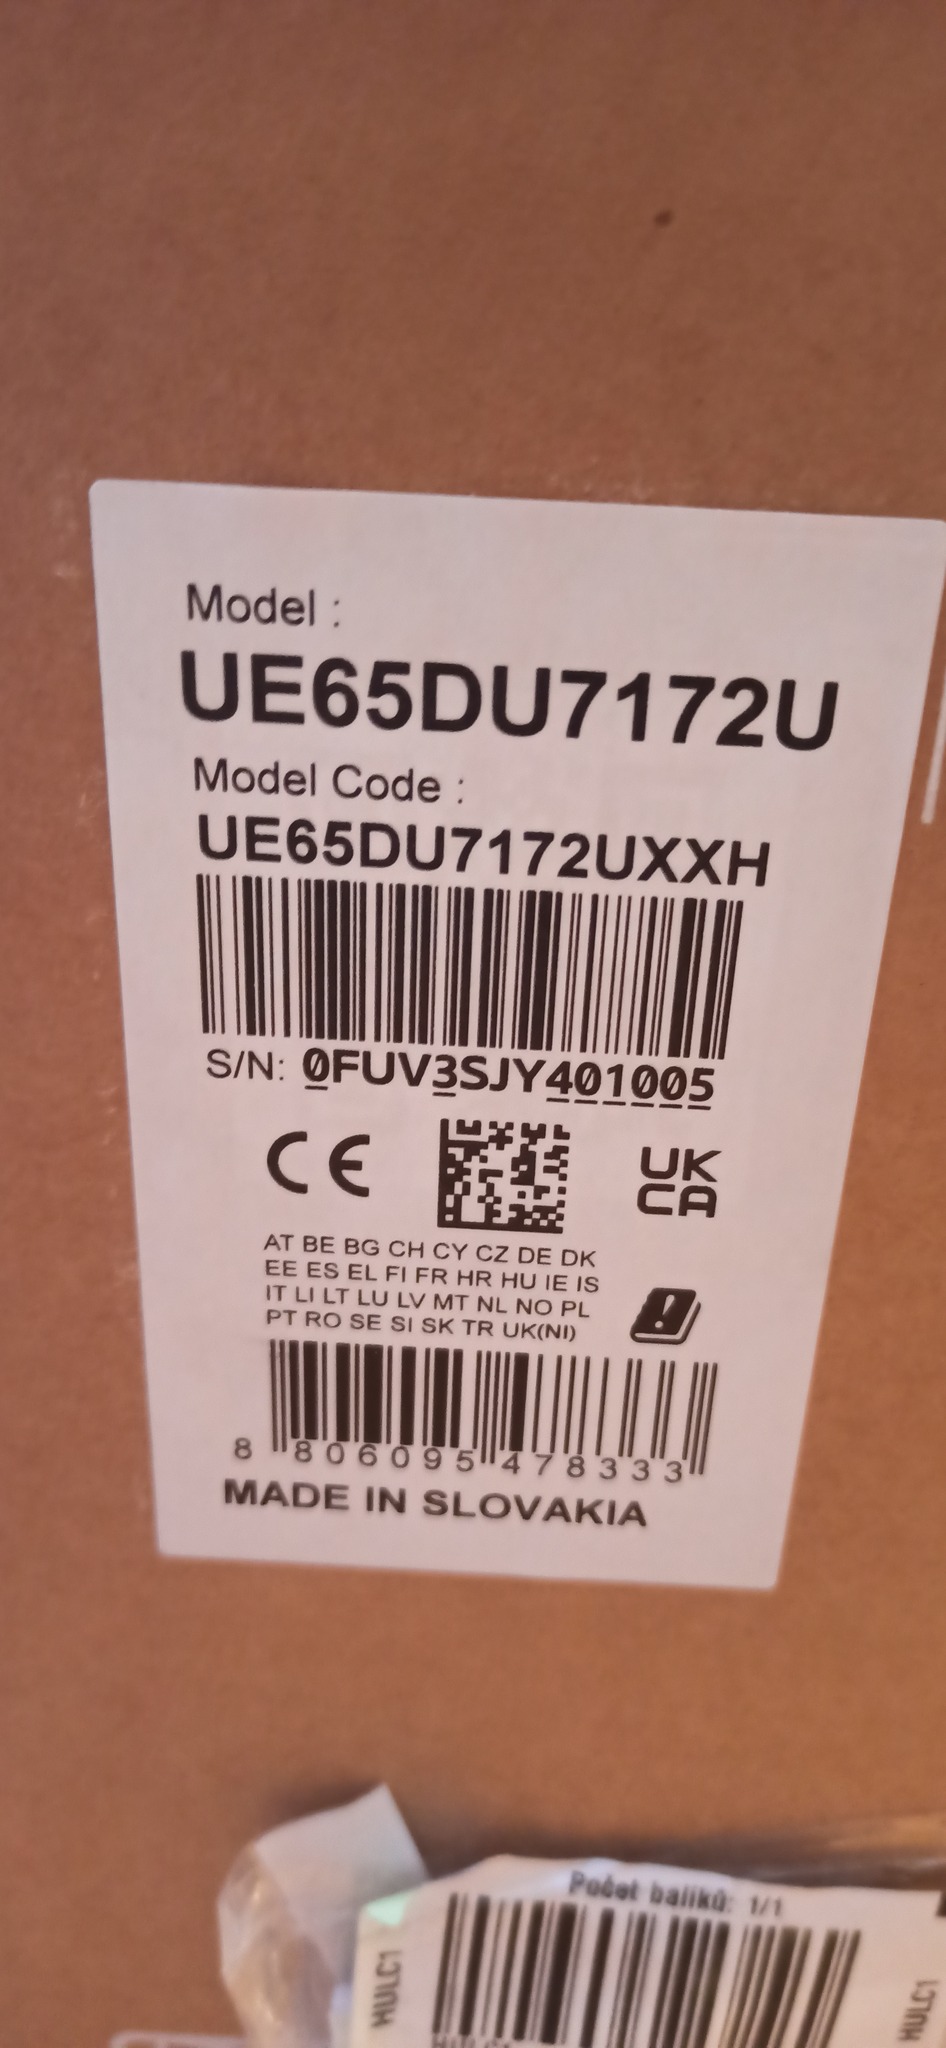 Model :
UE65DU7172U
Model Code :
UE65DU7172UXXH
S/N: 0FUV3SJY401005
CE
UK
CA
AT BE BG CH CY CZ DE DK
EE ES EL FI FR HR HU IE IS
IT LI LT LU LV MT NL NO PL
PT RO SE SI SK TR UK(NI)
8 806095 478333
MADE IN SLOVAKIA
Počet balíků: 1/1
HULC1
HULC1